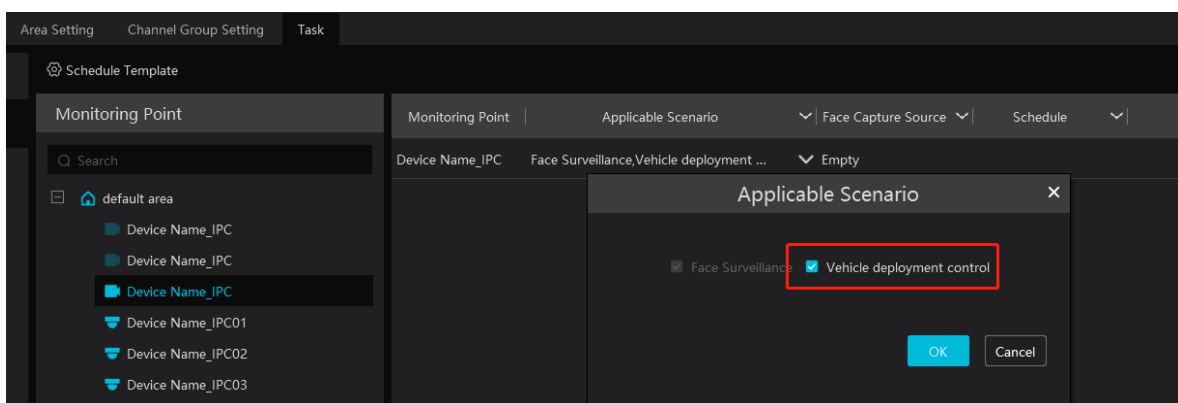 Area Setting Channel Group Setting Task
Schedule Template
Monitoring Point
Search
default area
Device Name_IPC
Device Name_IPC
Device Name_IPC
Device Name_IPC01
Device Name_IPC02
Device Name_IPC03
Monitoring Point Applicable Scenario Face Capture Source Schedule
Device Name_IPC Face Surveillance,Vehicle deployment ... Empty
Applicable Scenario
Face Surveillance Vehicle deployment control
OK Cancel